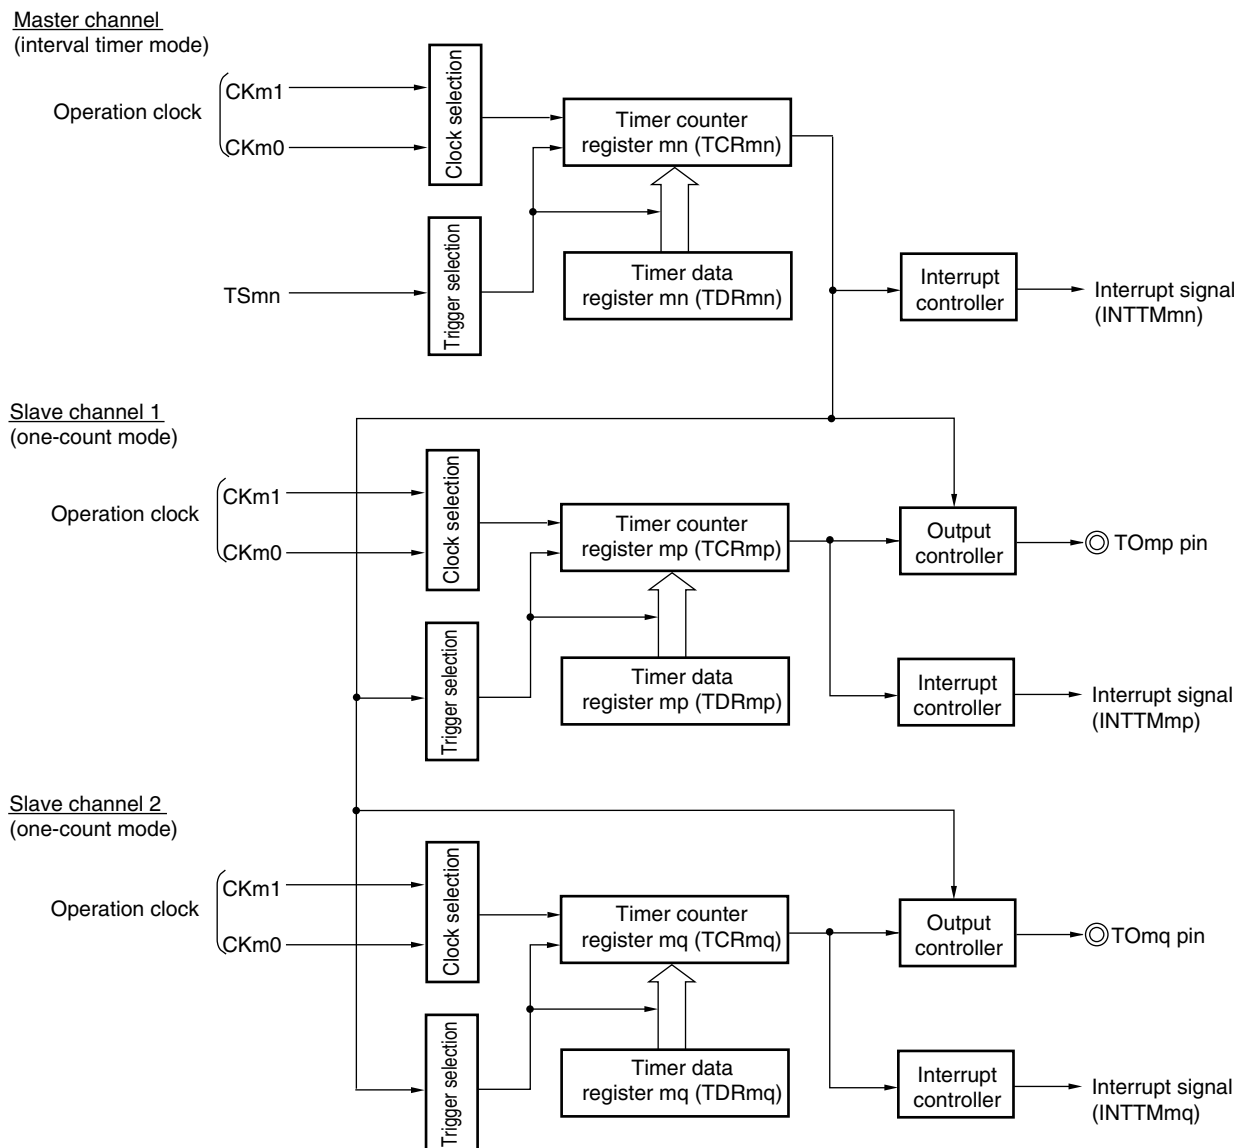 Master channel
(interval timer mode)
Operation clock
CKm1
CKm0
Clock selection
Timer counter
register mn (TCRmn)
TSmn
Trigger selection
Timer data
register mn (TDRmn)
Interrupt
controller
Interrupt signal
(INTTMmn)
Slave channel 1
(one-count mode)
Operation clock
CKm1
CKm0
Clock selection
Timer counter
register mp (TCRmp)
Output
controller
TOmp pin
Trigger selection
Timer data
register mp (TDRmp)
Interrupt
controller
Interrupt signal
(INTTMmp)
Slave channel 2
(one-count mode)
Operation clock
CKm1
CKm0
Clock selection
Timer counter
register mq (TCRmq)
Output
controller
TOmq pin
Trigger selection
Timer data
register mq (TDRmq)
Interrupt
controller
Interrupt signal
(INTTMmq)